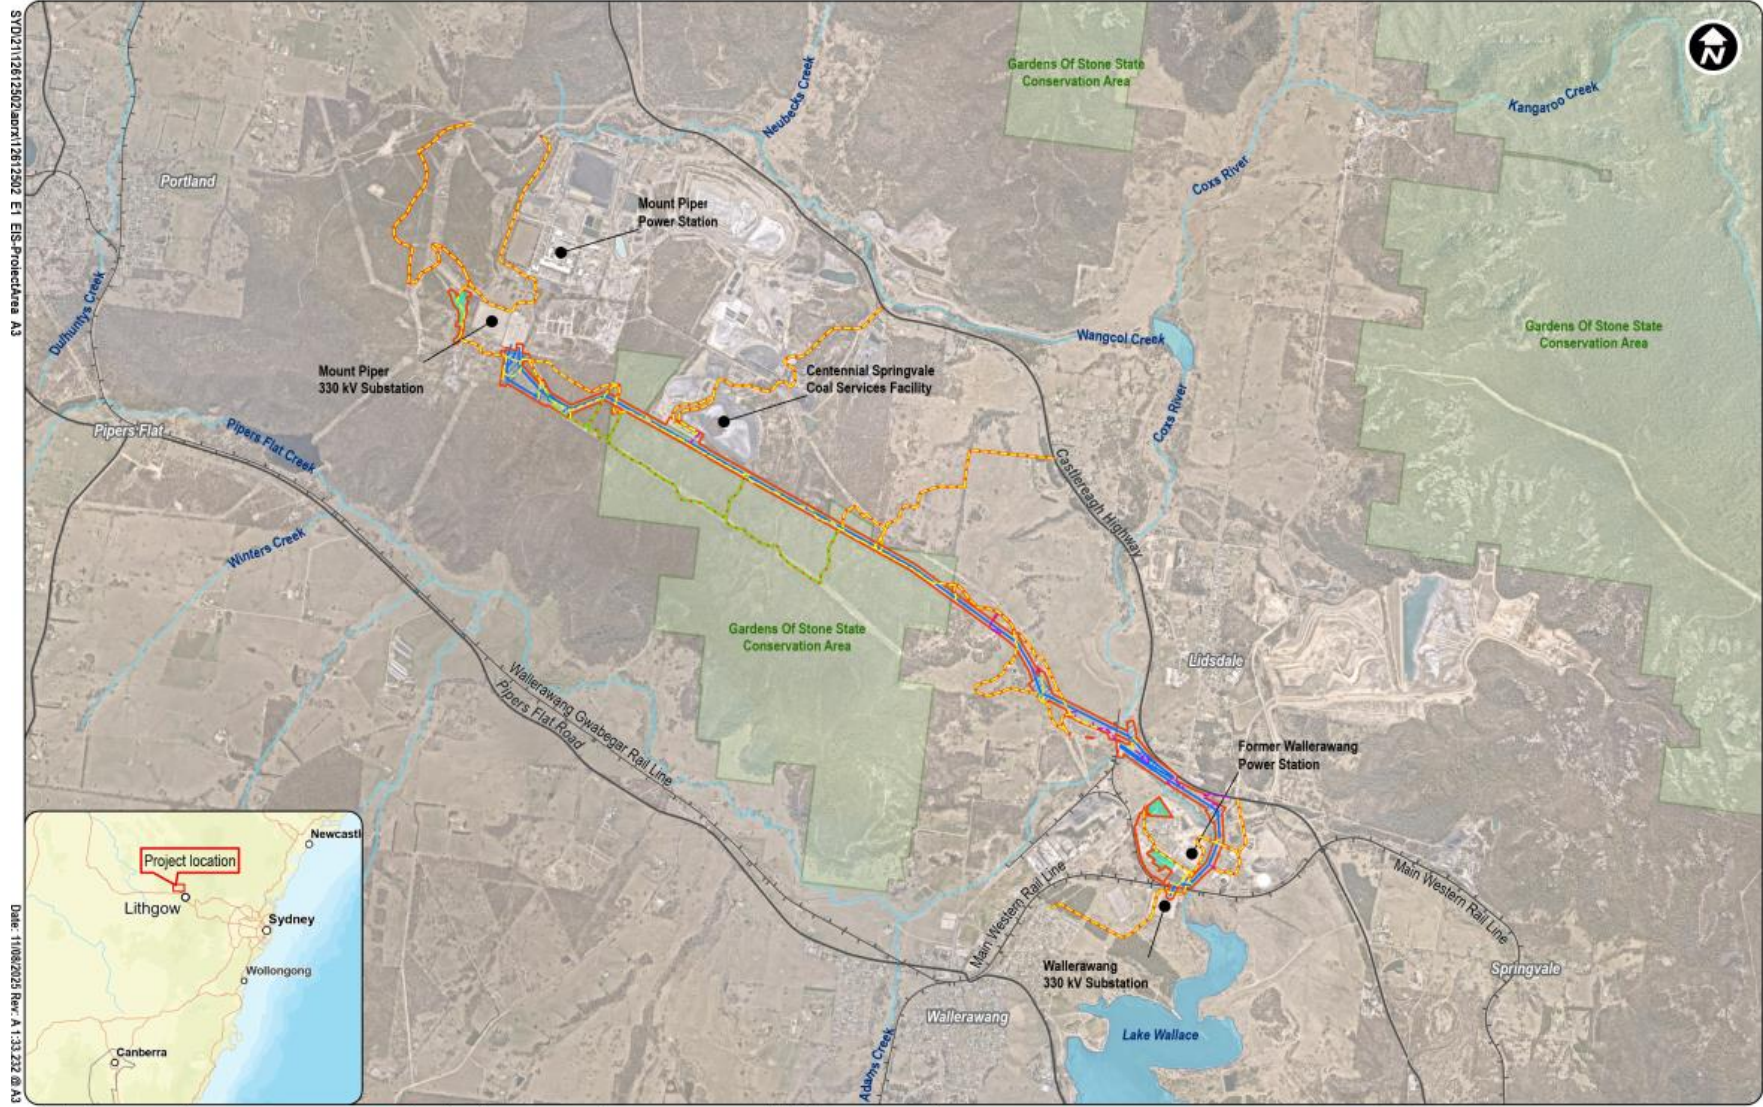 SYD\21\12612502\aprx\12612502_E1_EIS-ProjectArea_A3
Date: 11/08/2025 Rev: A 1:33,232 @ A3
N
Gardens Of Stone State
Conservation Area
Kangaroo Creek
Neubecks Creek
Coxs River
Portland
Mount Piper
Power Station
Dulhuntys Creek
Mount Piper
330 kV Substation
Wangcol Creek
Gardens Of Stone State
Conservation Area
Centennial Springvale
Coal Services Facility
Coxs River
Pipers Flat
Pipers Flat Creek
Castlereagh Highway
Winters Creek
Gardens Of Stone State
Conservation Area
Lidsdale
Wallerawang Gwabegar Rail Line
Pipers Flat Road
Former Wallerawang
Power Station
Main Western Rail Line
Main Western Rail Line
Wallerawang
330 kV Substation
Springvale
Wallerawang
Lake Wallace
Adams Creek
Newcastl
Project location
Lithgow
Sydney
Wollongong
Canberra